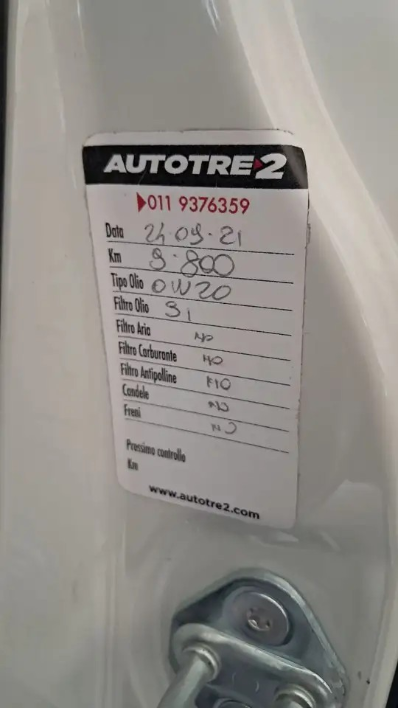 AUTOTRE2
011 9376359
Data 24.09.21
Km 9.800
Tipo Olio 0W20
Filtro Olio SI
Filtro Aria NO
Filtro Carburante NO
Filtro Antipolline NO
Candele NO
Freni NO
Prossimo controllo
Km
www.autotre2.com